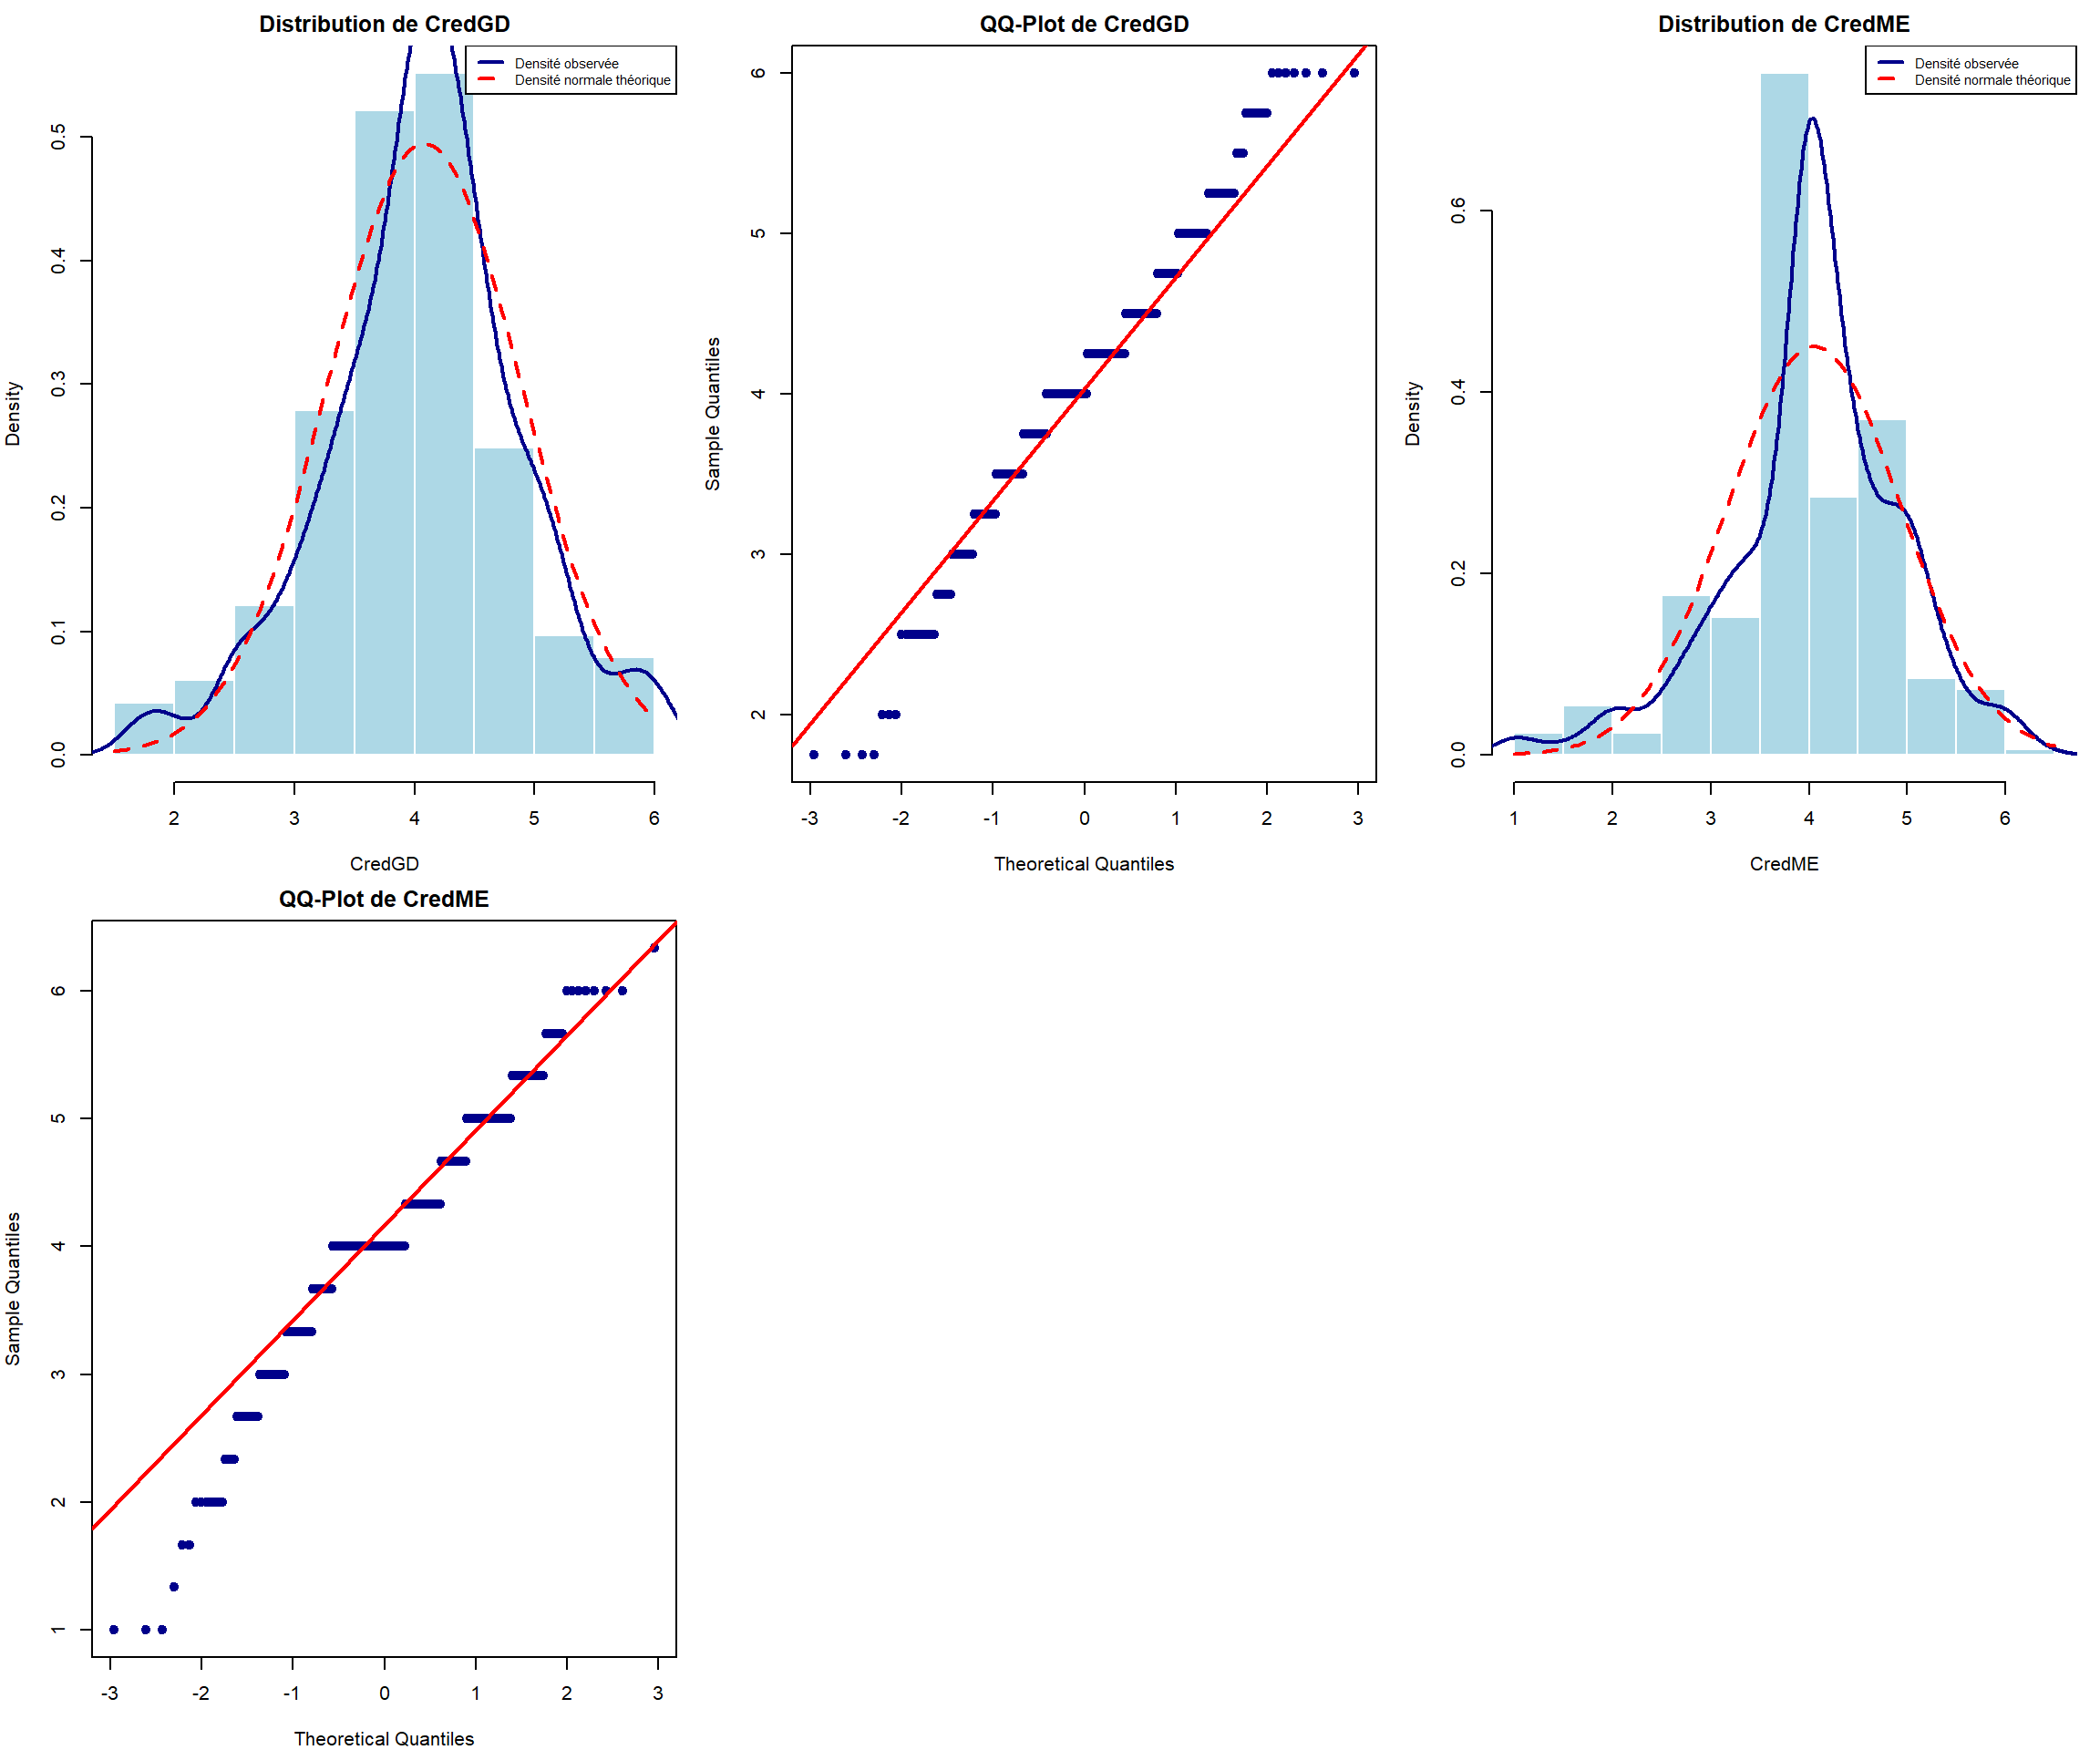 Distribution de CredGD
Densité observée
Densité normale théorique
Density
0.0 0.1 0.2 0.3 0.4 0.5
2 3 4 5 6
CredGD
QQ-Plot de CredGD
Sample Quantiles
2 3 4 5 6
-3 -2 -1 0 1 2 3
Theoretical Quantiles
Distribution de CredME
Densité observée
Densité normale théorique
Density
0.0 0.2 0.4 0.6
1 2 3 4 5 6
CredME
QQ-Plot de CredME
Sample Quantiles
1 2 3 4 5 6
-3 -2 -1 0 1 2 3
Theoretical Quantiles